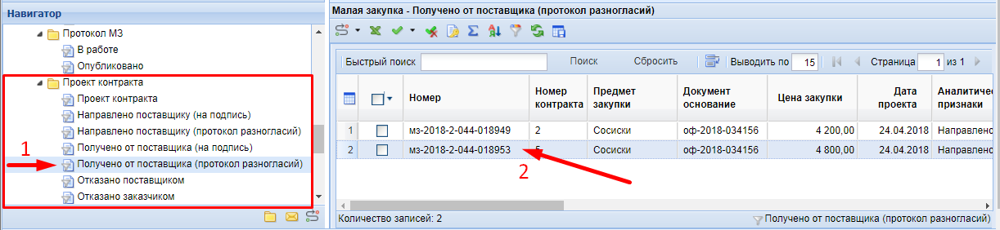 Навигатор
Протокол МЗ
В работе
Опубликовано
Проект контракта
Проект контракта
Направлено поставщику (на подпись)
Направлено поставщику (протокол разногласий)
Получено от поставщика (на подпись)
1
Получено от поставщика (протокол разногласий)
Отказано поставщиком
Отказано заказчиком
Малая закупка - Получено от поставщика (протокол разногласий)
Быстрый поиск Поиск Сбросить Выводить по 15 Страница 1 из 1
Номер Номер контракта Предмет закупки Документ основание Цена закупки Дата проекта Аналитичес признаки
1 мз-2018-2-044-018949 2 Сосиски оф-2018-034156 4 200,00 24.04.2018 Направлено
2 мз-2018-2-044-018953 Сосиски оф-2018-034156 4 800,00 24.04.2018 Направлено
2
Количество записей: 2 Получено от поставщика (протокол разногласий)